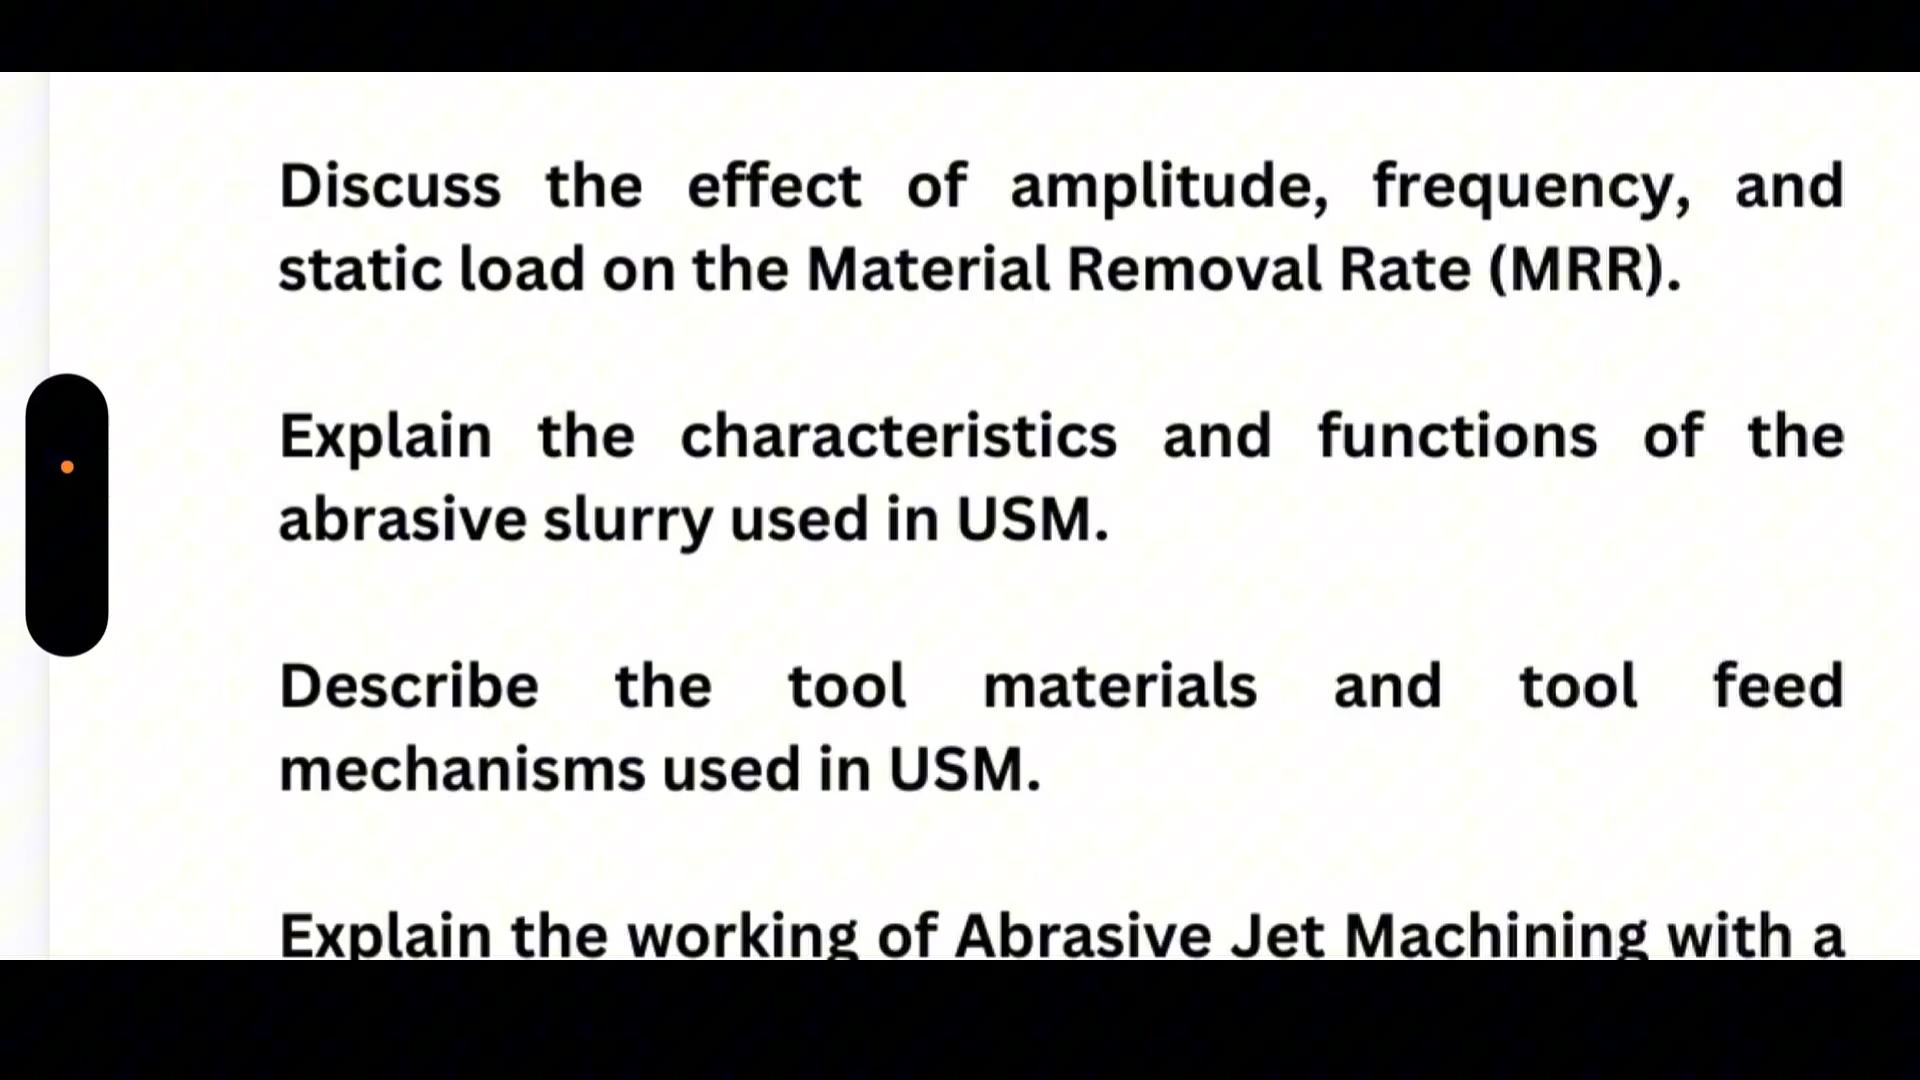 Discuss the effect of amplitude, frequency, and
static load on the Material Removal Rate (MRR).
Explain the characteristics and functions of the
abrasive slurry used in USM.
Describe the tool materials and tool feed
mechanisms used in USM.
Explain the working of Abrasive Jet Machining with a